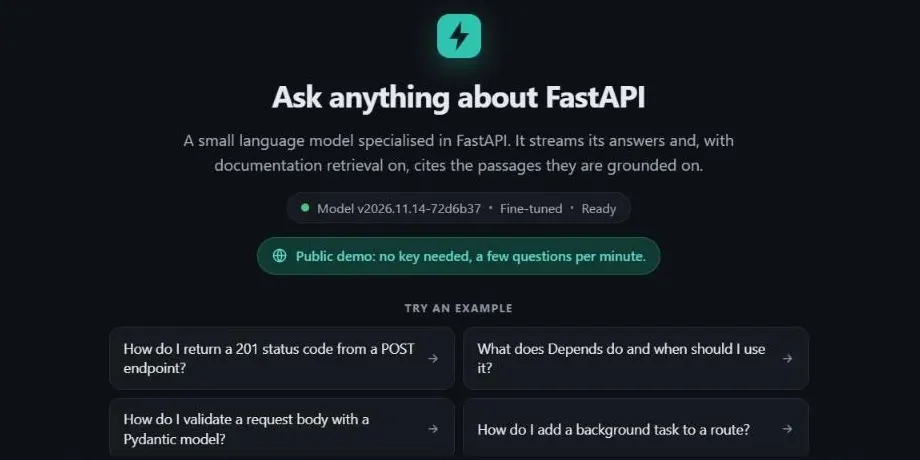 Ask anything about FastAPI
A small language model specialised in FastAPI. It streams its answers and, with
documentation retrieval on, cites the passages they are grounded on.
Model v2026.11.14-72d6b37 • Fine-tuned • Ready
Public demo: no key needed, a few questions per minute.
TRY AN EXAMPLE
How do I return a 201 status code from a POST
endpoint?
What does Depends do and when should I use
it?
How do I validate a request body with a
Pydantic model?
How do I add a background task to a route?